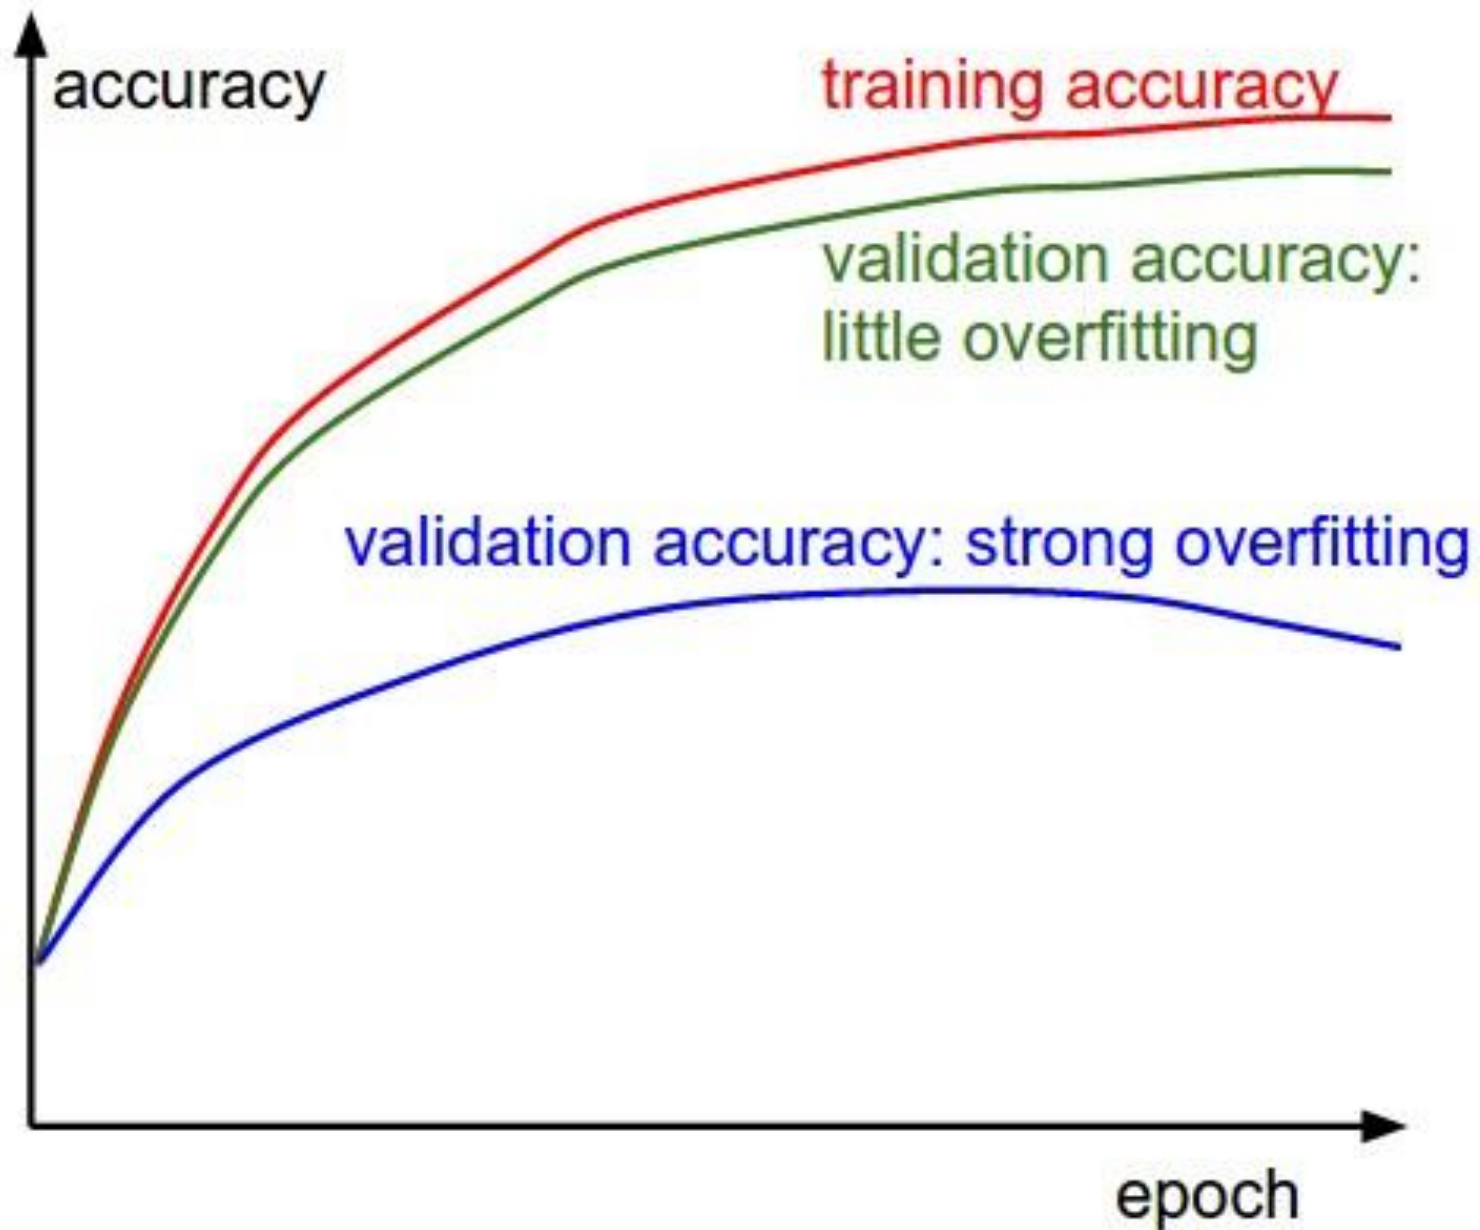 accuracy
training accuracy
validation accuracy:
little overfitting
validation accuracy: strong overfitting
epoch